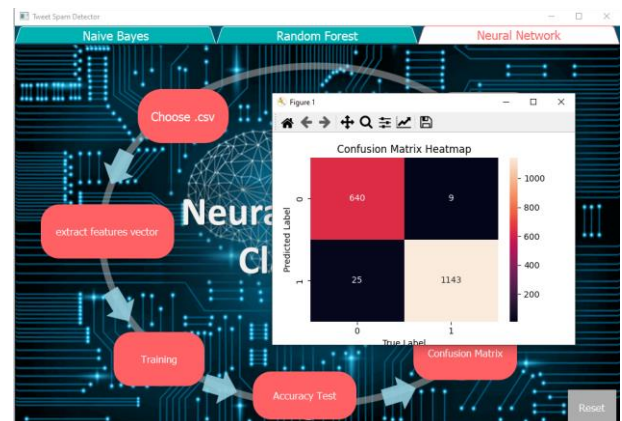 Tweet Spam Detector
Naive Bayes
Random Forest
Neural Network
Choose .csv
extract features vector
Training
Accuracy Test
Confusion Matrix
Reset
Neura
Cl
Figure 1
Confusion Matrix Heatmap
640
9
25
1143
0
1
Predicted Label
0
1
True Label
1000
800
600
400
200